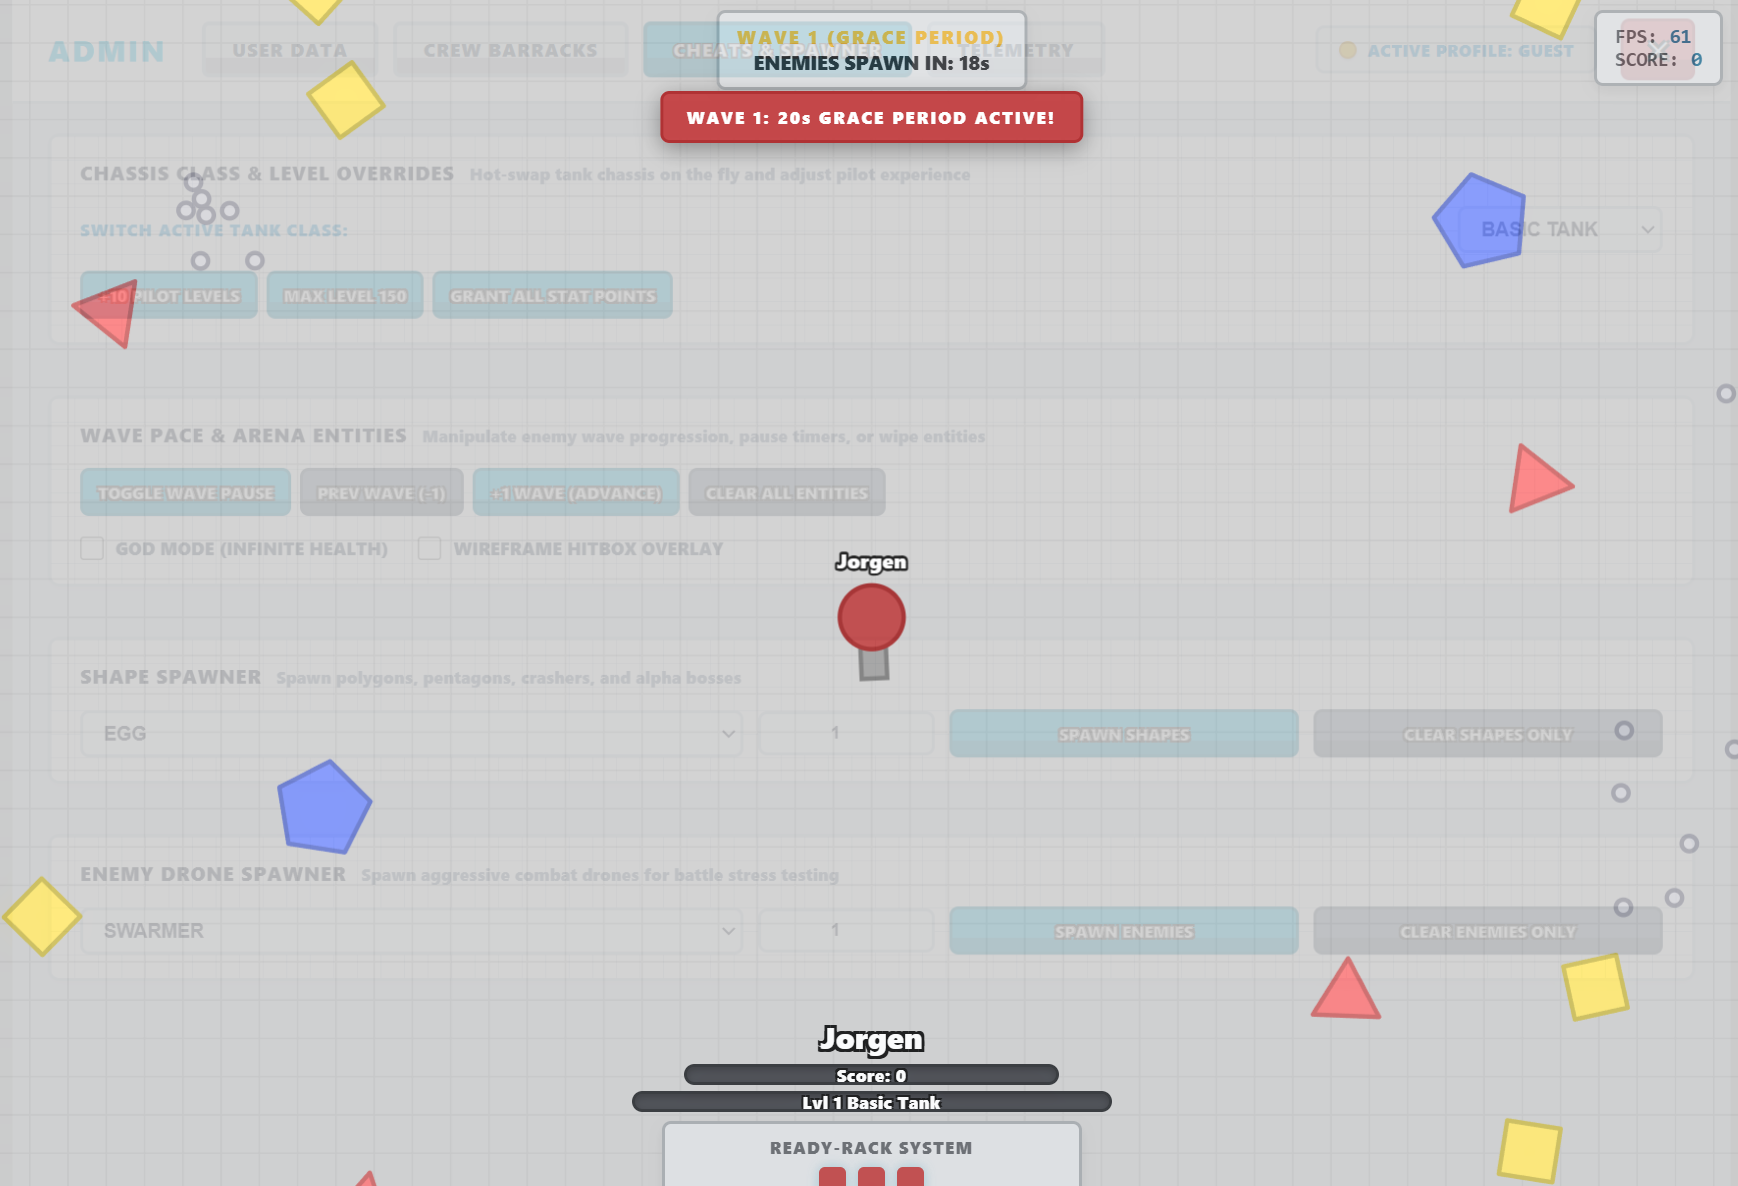 ADMIN
USER DATA
CREW BARRACKS
CHEATS & SPAWNER
TELEMETRY
ACTIVE PROFILE: GUEST
WAVE 1 (GRACE PERIOD)
ENEMIES SPAWN IN: 18s
FPS: 61
SCORE: 0
WAVE 1: 20s GRACE PERIOD ACTIVE!
CHASSIS CLASS & LEVEL OVERRIDES Hot-swap tank chassis on the fly and adjust pilot experience
SWITCH ACTIVE TANK CLASS:
BASIC TANK
+10 PILOT LEVELS
MAX LEVEL 150
GRANT ALL STAT POINTS
WAVE PACE & ARENA ENTITIES Manipulate enemy wave progression, pause timers, or wipe entities
TOGGLE WAVE PAUSE
PREV WAVE (-1)
+1 WAVE (ADVANCE)
CLEAR ALL ENTITIES
GOD MODE (INFINITE HEALTH)
WIREFRAME HITBOX OVERLAY
Jorgen
SHAPE SPAWNER Spawn polygons, pentagons, crashers, and alpha bosses
EGG
1
SPAWN SHAPES
CLEAR SHAPES ONLY
ENEMY DRONE SPAWNER Spawn aggressive combat drones for battle stress testing
SWARMER
1
SPAWN ENEMIES
CLEAR ENEMIES ONLY
Jorgen
Score: 0
Lvl 1 Basic Tank
READY-RACK SYSTEM